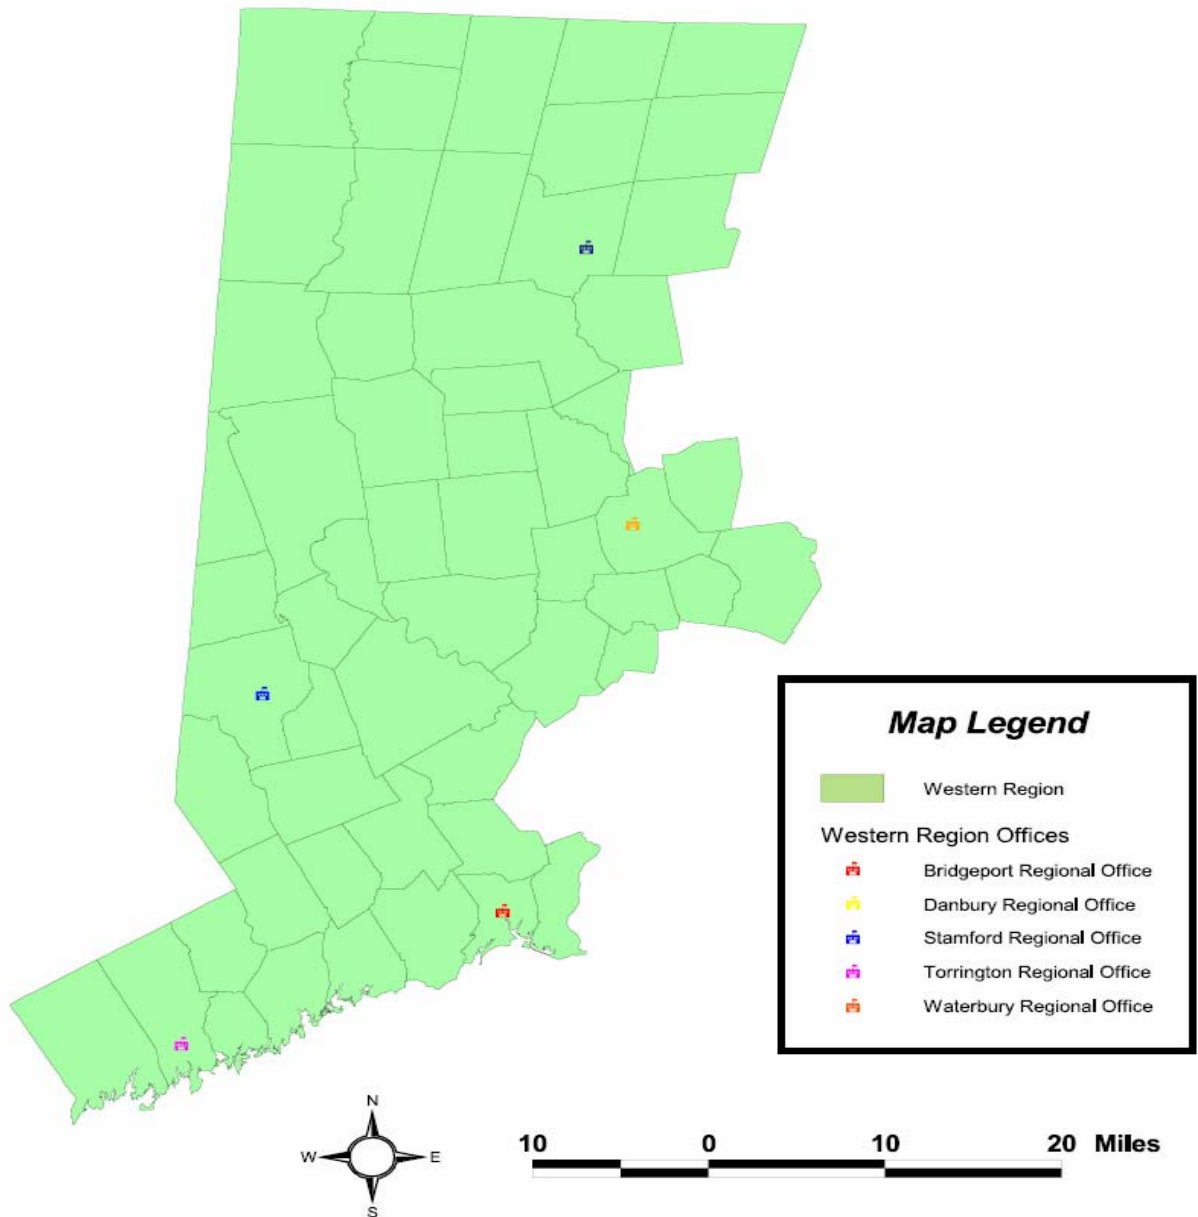 Map Legend
Western Region
Western Region Offices
Bridgeport Regional Office
Danbury Regional Office
Stamford Regional Office
Torrington Regional Office
Waterbury Regional Office
N
W E
S
10 0 10 20 Miles